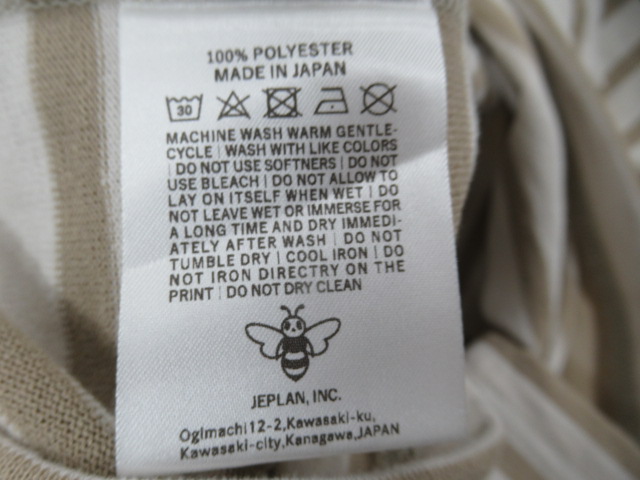 100% POLYESTER
MADE IN JAPAN
30
MACHINE WASH WARM GENTLE-
CYCLE | WASH WITH LIKE COLORS
| DO NOT USE SOFTNERS | DO NOT
USE BLEACH | DO NOT ALLOW TO
LAY ON ITSELF WHEN WET | DO
NOT LEAVE WET OR IMMERSE FOR
A LONG TIME AND DRY IMMEDI-
ATELY AFTER WASH | DO NOT
TUMBLE DRY | COOL IRON | DO
NOT IRON DIRECTRY ON THE
PRINT | DO NOT DRY CLEAN
JEPLAN, INC.
Ogimachi12-2,Kawasaki-ku,
Kawasaki-city,Kanagawa,JAPAN